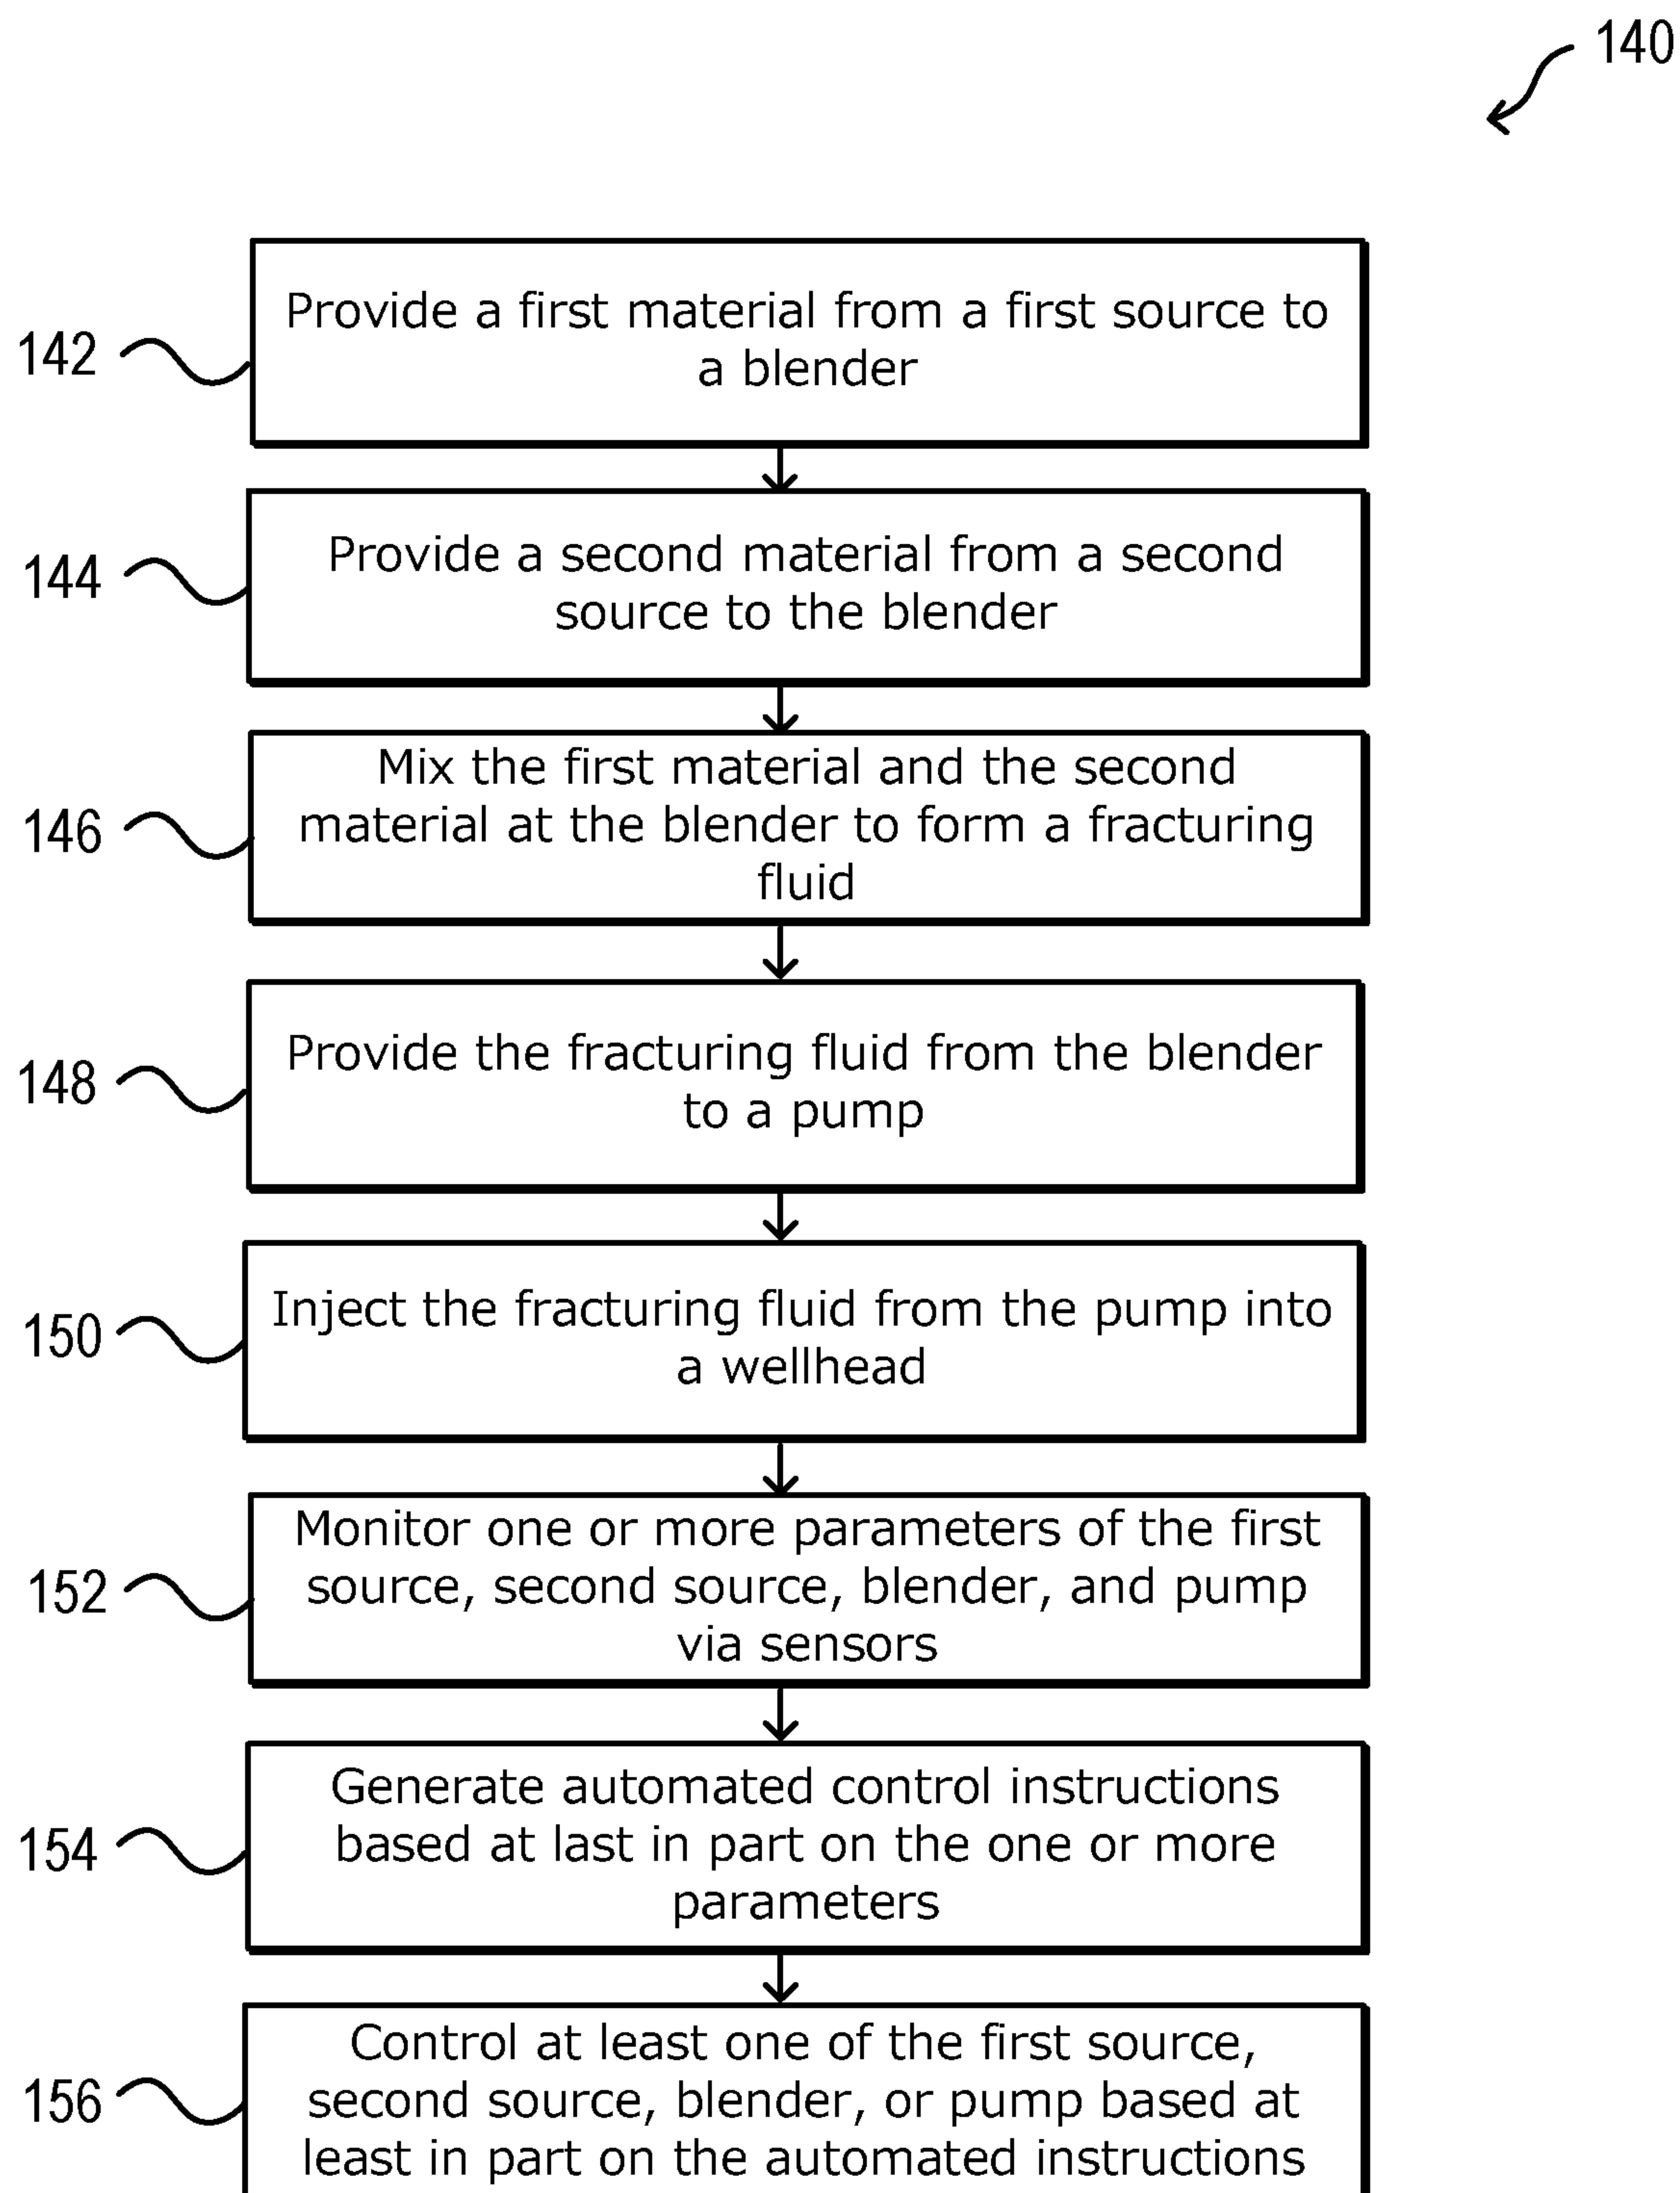 140
142
Provide a first material from a first source to
a blender
144
Provide a second material from a second
source to the blender
146
Mix the first material and the second
material at the blender to form a fracturing
fluid
148
Provide the fracturing fluid from the blender
to a pump
150
Inject the fracturing fluid from the pump into
a wellhead
152
Monitor one or more parameters of the first
source, second source, blender, and pump
via sensors
154
Generate automated control instructions
based at last in part on the one or more
parameters
156
Control at least one of the first source,
second source, blender, or pump based at
least in part on the automated instructions